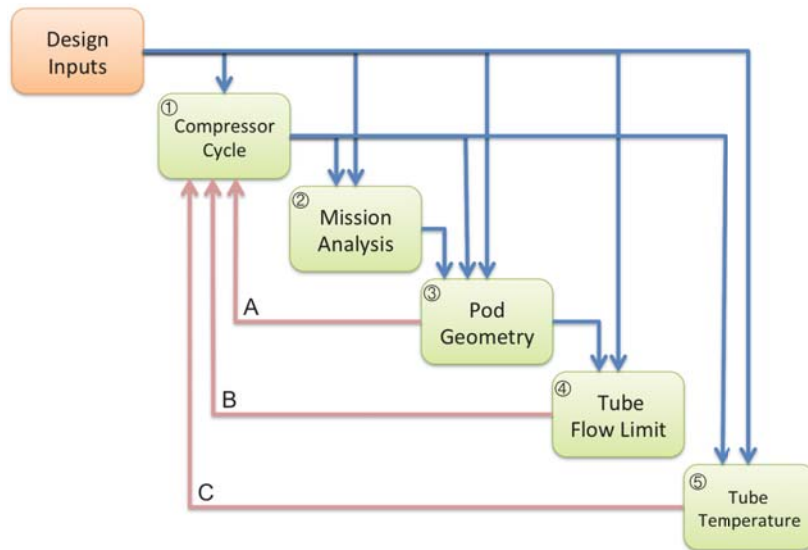 Design
Inputs
①
Compressor
Cycle
②
Mission
Analysis
③
Pod
Geometry
A
④
Tube
Flow Limit
B
⑤
Tube
Temperature
C